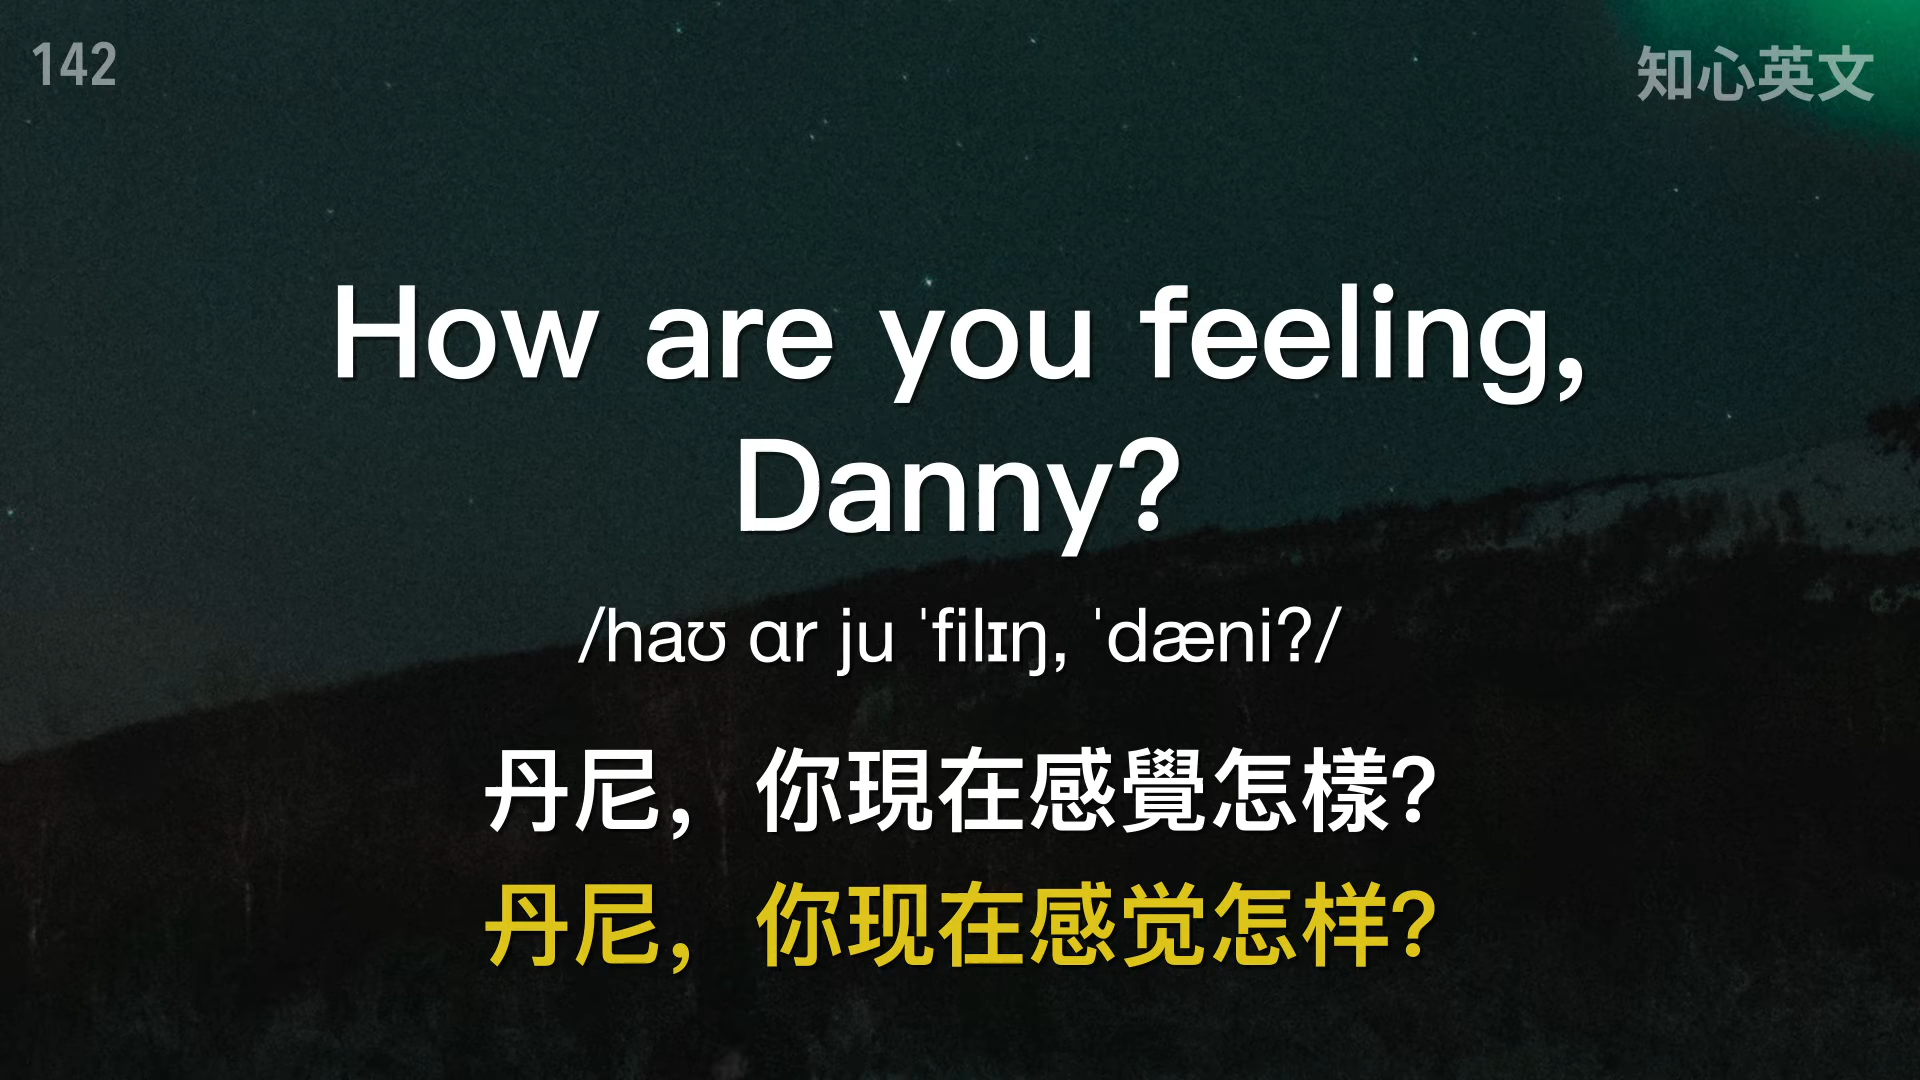 142
知心英文
How are you feeling,
Danny?
/haʊ ɑr ju ˈfilɪŋ, ˈdæni?/
丹尼，你現在感覺怎樣?
丹尼，你现在感觉怎样?